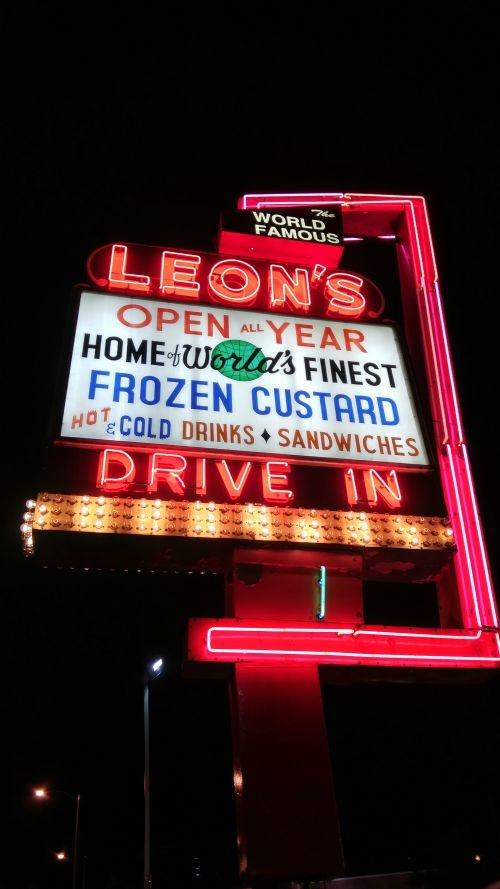 The
WORLD
FAMOUS
LEON'S
OPEN ALL YEAR
HOME of World's FINEST
FROZEN CUSTARD
HOT & COLD DRINKS ♦ SANDWICHES
DRIVE IN